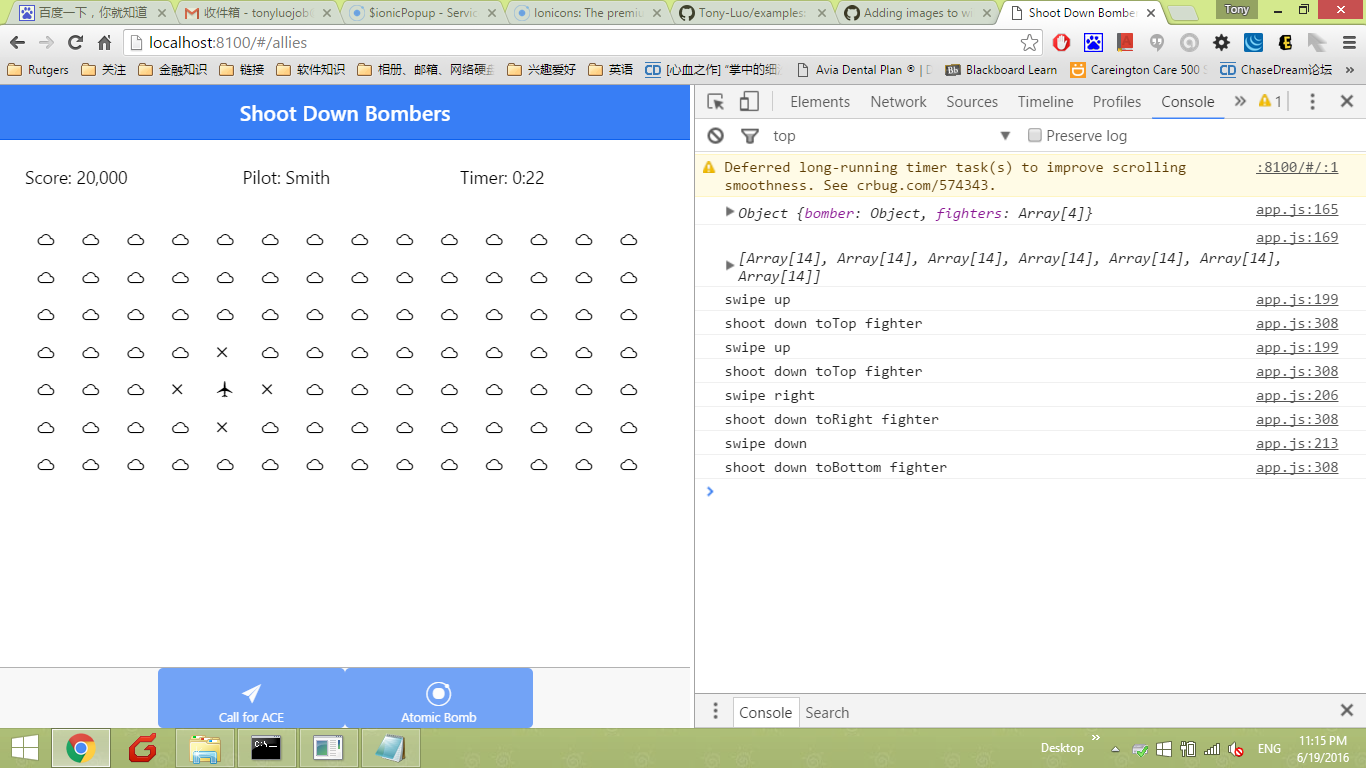 百度一下，你就知道
收件箱 - tonyluojob@
$ionicPopup - Servic
Ionicons: The premiu
Tony-Luo/examples:
Adding images to wi
Shoot Down Bombe
Tony
localhost:8100/#/allies
Rutgers
关注
金融知识
链接
软件知识
相册、邮箱、网络硬盘
兴趣爱好
英语
CD [心血之作] "掌中的细
Avia Dental Plan ® | D
Bb Blackboard Learn
Careington Care 500 S
CD ChaseDream论坛
»
Shoot Down Bombers
Score: 20,000
Pilot: Smith
Timer: 0:22
Call for ACE
Atomic Bomb
Elements
Network
Sources
Timeline
Profiles
Console
»
1
top
Preserve log
Deferred long-running timer task(s) to improve scrolling
smoothness. See crbug.com/574343.
:8100/#/:1
Object {bomber: Object, fighters: Array[4]}
app.js:165
app.js:169
[Array[14], Array[14], Array[14], Array[14], Array[14], Array[14],
Array[14]]
swipe up
app.js:199
shoot down toTop fighter
app.js:308
swipe up
app.js:199
shoot down toTop fighter
app.js:308
swipe right
app.js:206
shoot down toRight fighter
app.js:308
swipe down
app.js:213
shoot down toBottom fighter
app.js:308
Console
Search
Desktop
»
ENG
11:15 PM
6/19/2016